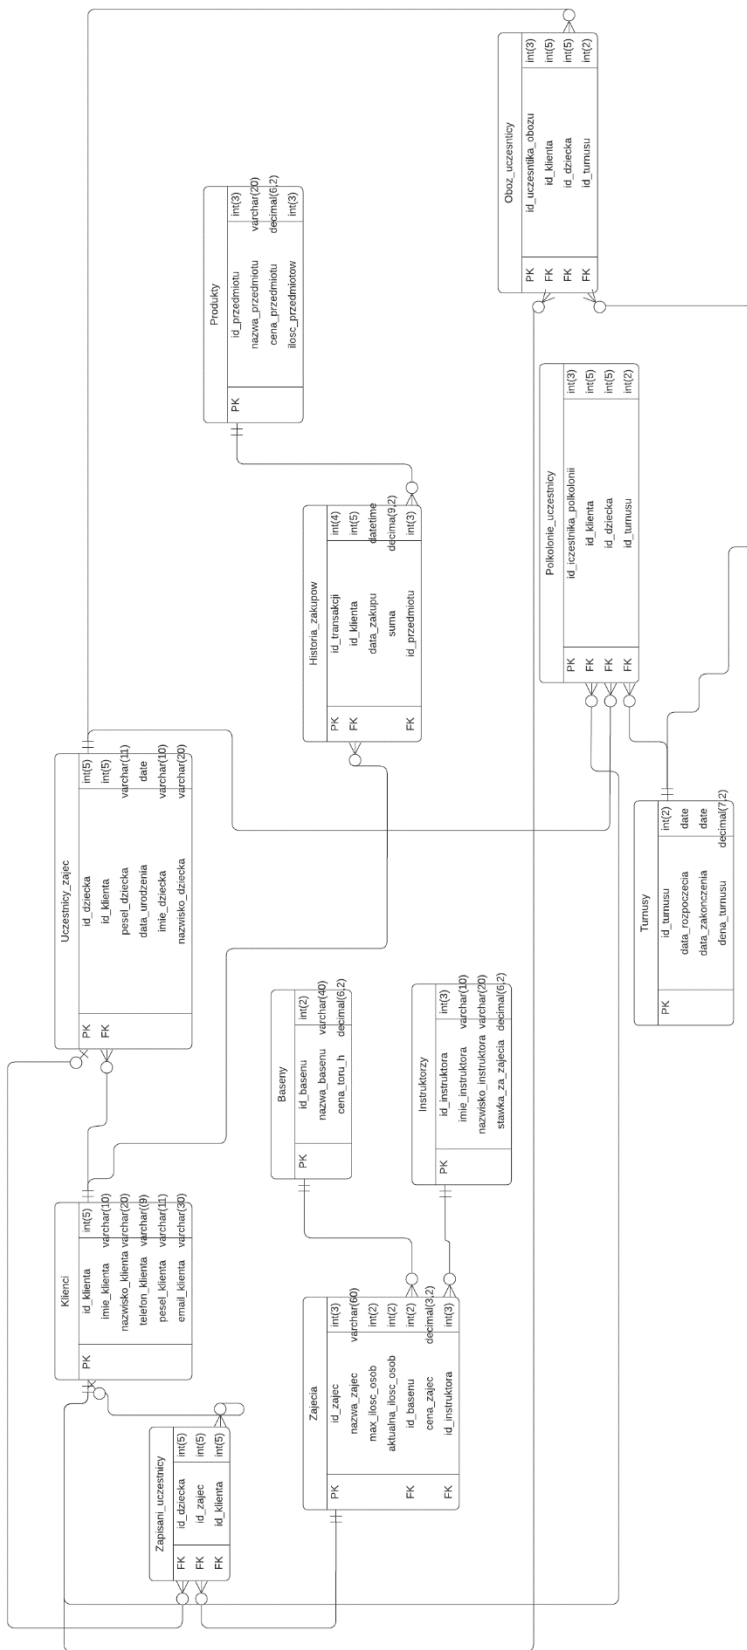 Oboz_uczesnticy
PK id_uczesntika_obozu int(3)
FK id_klienta int(5)
FK id_dziecka int(5)
FK id_turnusu int(2)
Produkty
PK id_przedmiotu int(3)
nazwa_przedmiotu varchar(20)
cena_przedmiotu decimal(6,2)
ilosc_przedmiotow int(3)
Polkolonie_uczestnicy
PK id_iczestnika_polkolonii int(3)
FK id_klienta int(5)
FK id_dziecka int(5)
FK id_turnusu int(2)
Historia_zakupow
PK id_transakcji int(4)
FK id_klienta int(5)
data_zakupu datetime
suma decima(9,2)
FK id_przedmiotu int(3)
Uczestnicy_zajec
PK id_dziecka int(5)
FK id_klienta int(5)
pesel_dziecka varchar(11)
data_urodzenia date
imie_dziecka varchar(10)
nazwisko_dziecka varchar(20)
Turnusy
PK id_turnusu int(2)
data_rozpoczecia date
data_zakonczenia date
dena_turnusu decimal(7,2)
Baseny
PK id_basenu int(2)
nazwa_basenu varchar(40)
cena_toru_h decimal(6,2)
Instruktorzy
PK id_instruktora int(3)
imie_instruktora varchar(10)
nazwisko_instruktora varchar(20)
stawka_za_zajecia decimal(6,2)
Klienci
PK id_klienta int(5)
imie_klienta varchar(10)
nazwisko_klienta varchar(20)
telefon_klienta varchar((9)
pesel_klienta varchar(11)
email_klienta varchar(30)
Zajecia
PK id_zajec int(3)
nazwa_zajec varchar(60)
max_ilosc_osob int(2)
aktualna_ilosc_osob int(2)
FK id_basenu int(2)
cena_zajec decimal(3,2)
FK id_instruktora int(3)
Zapisani_uczestnicy
FK id_dziecka int(5)
FK id_zajec int(5)
FK id_klienta int(5)